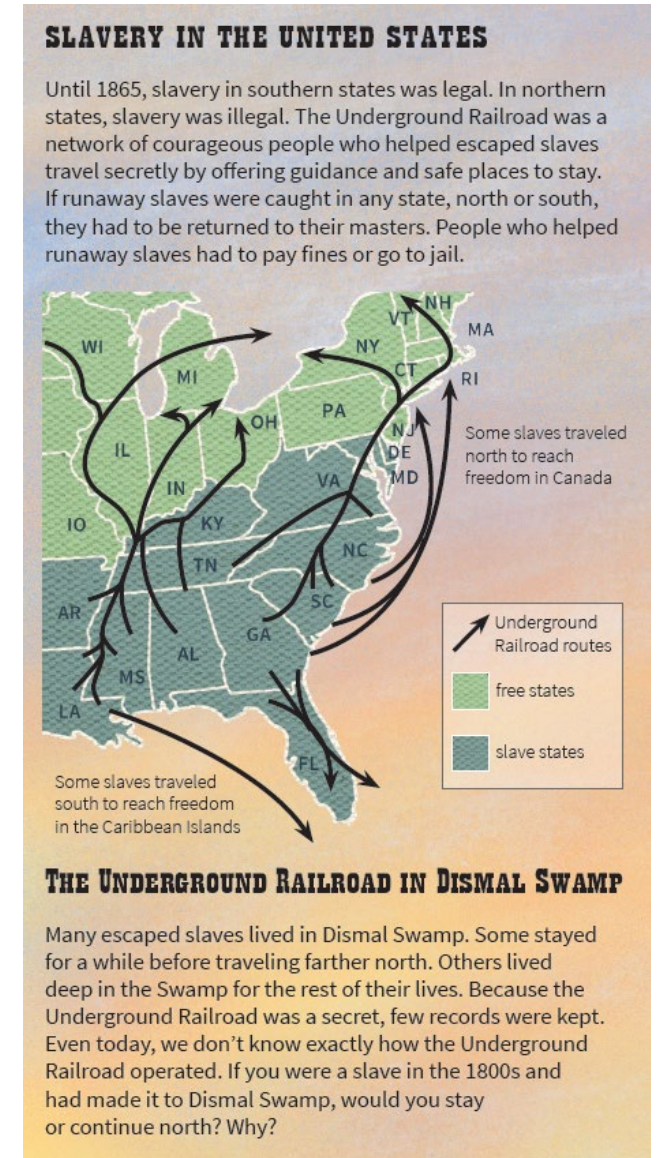 SLAVERY IN THE UNITED STATES
Until 1865, slavery in southern states was legal. In northern
states, slavery was illegal. The Underground Railroad was a
network of courageous people who helped escaped slaves
travel secretly by offering guidance and safe places to stay.
If runaway slaves were caught in any state, north or south,
they had to be returned to their masters. People who helped
runaway slaves had to pay fines or go to jail.
NH
VT
MA
WI
NY
CT
RI
MI
PA
OH
NJ
Some slaves traveled
north to reach
freedom in Canada
IL
DE
MD
IN
VA
IO
KY
NC
TN
SC
AR
GA
AL
MS
LA
FL
Underground
Railroad routes
free states
slave states
Some slaves traveled
south to reach freedom
in the Caribbean Islands
THE UNDERGROUND RAILROAD IN DISMAL SWAMP
Many escaped slaves lived in Dismal Swamp. Some stayed
for a while before traveling farther north. Others lived
deep in the Swamp for the rest of their lives. Because the
Underground Railroad was a secret, few records were kept.
Even today, we don't know exactly how the Underground
Railroad operated. If you were a slave in the 1800s and
had made it to Dismal Swamp, would you stay
or continue north? Why?